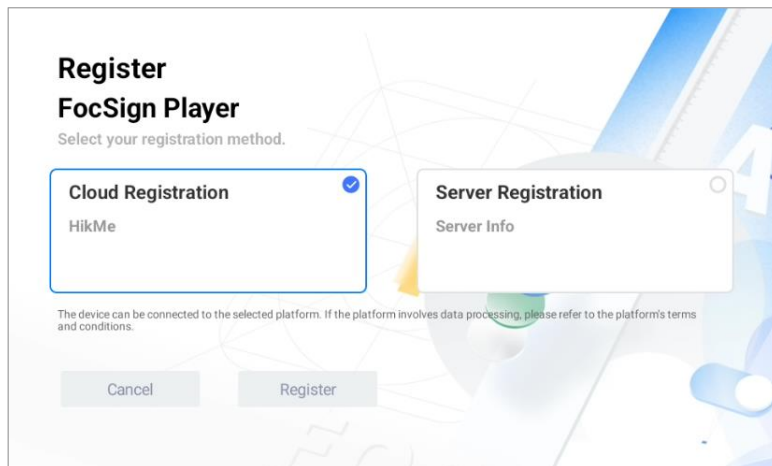 Register
FocSign Player
Select your registration method.
Cloud Registration
HikMe
Server Registration
Server Info
The device can be connected to the selected platform. If the platform involves data processing, please refer to the platform's terms
and conditions.
Cancel
Register